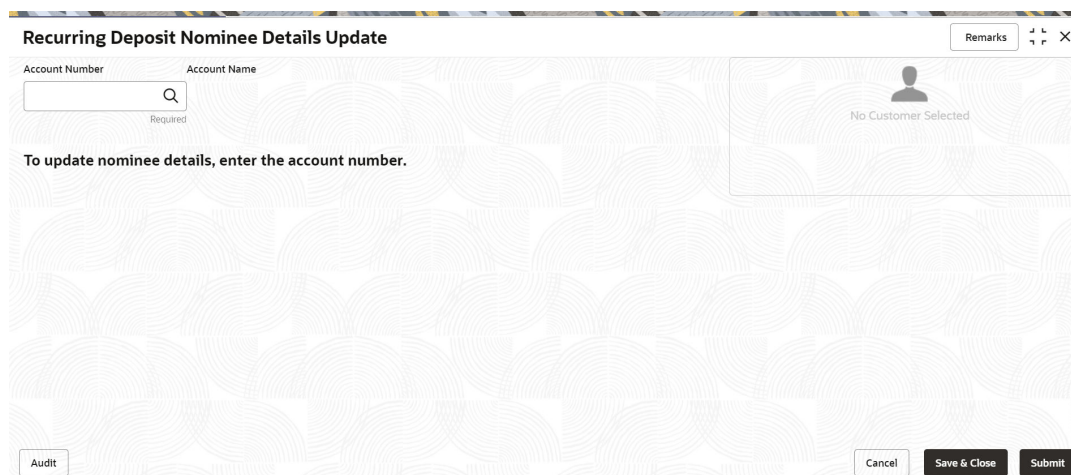 Recurring Deposit Nominee Details Update
Remarks
Account Number Account Name
Required
No Customer Selected
To update nominee details, enter the account number.
Audit Cancel Save & Close Submit